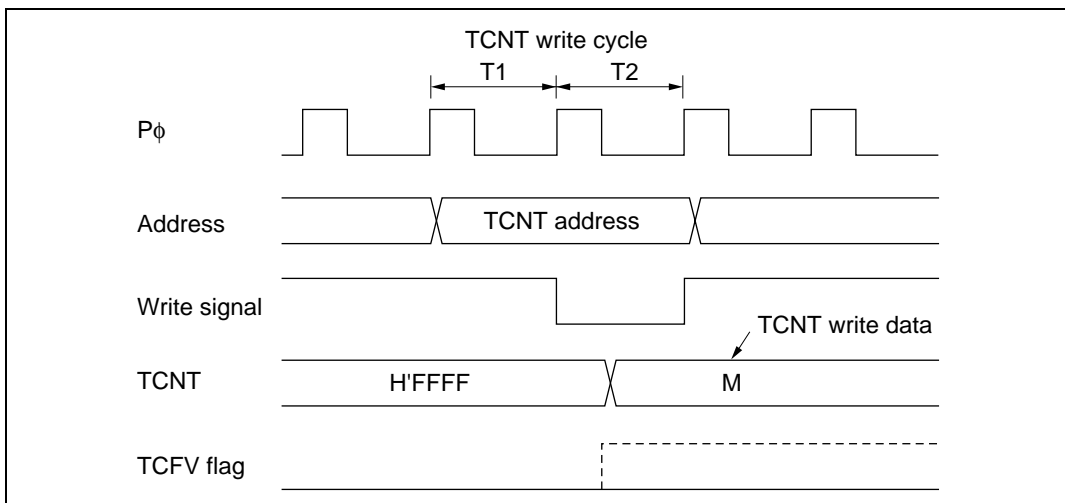 TCNT write cycle
T1 T2
Pφ
Address
TCNT address
Write signal
TCNT write data
TCNT
H'FFFF
M
TCFV flag